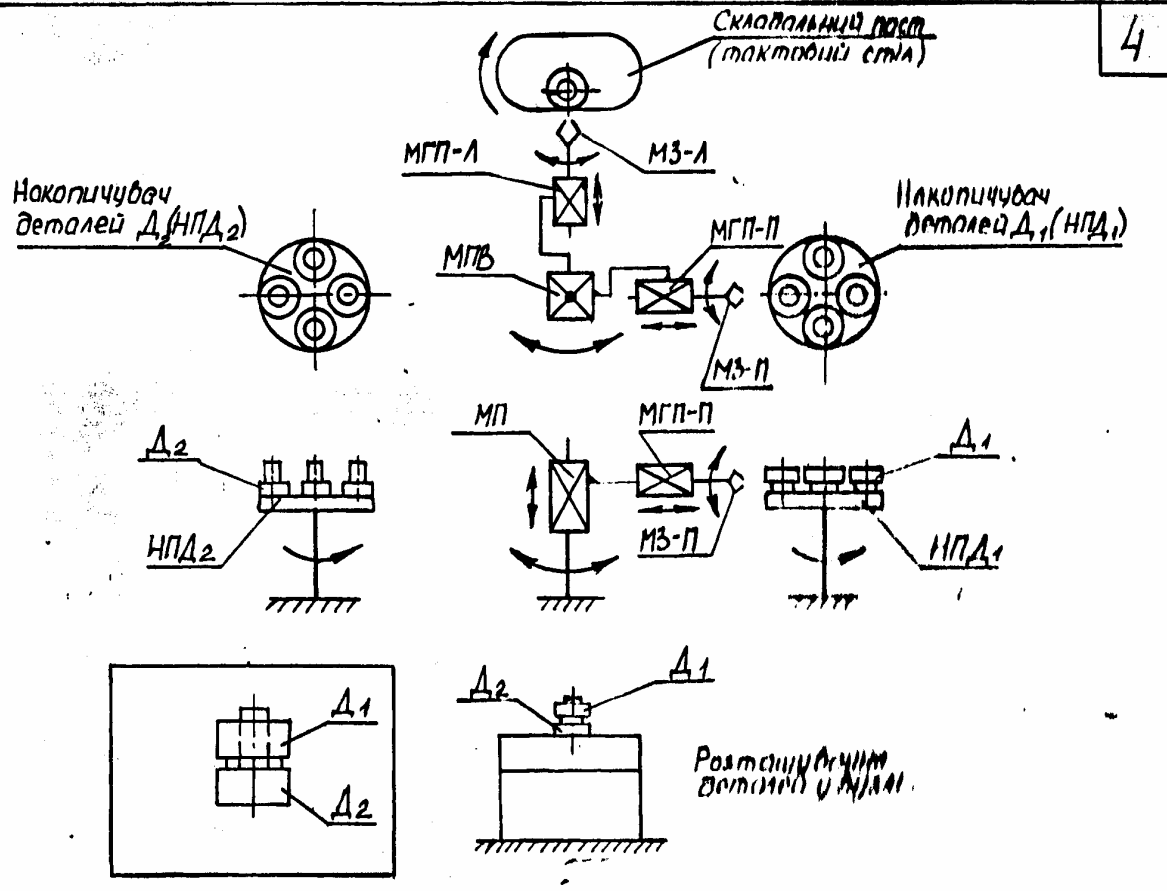 Складальний пост
(тактовий стіл)
4
МГП-Л
МЗ-Л
Накопичувач
деталей Д2(НПД2)
Накопичувач
деталей Д1(НПД1)
МПВ
МГП-П
МЗ-П
МП
МГП-П
Д2
Д1
НПД2
МЗ-П
НПД1
Д1
Д2
Д2
Д1
деталей у